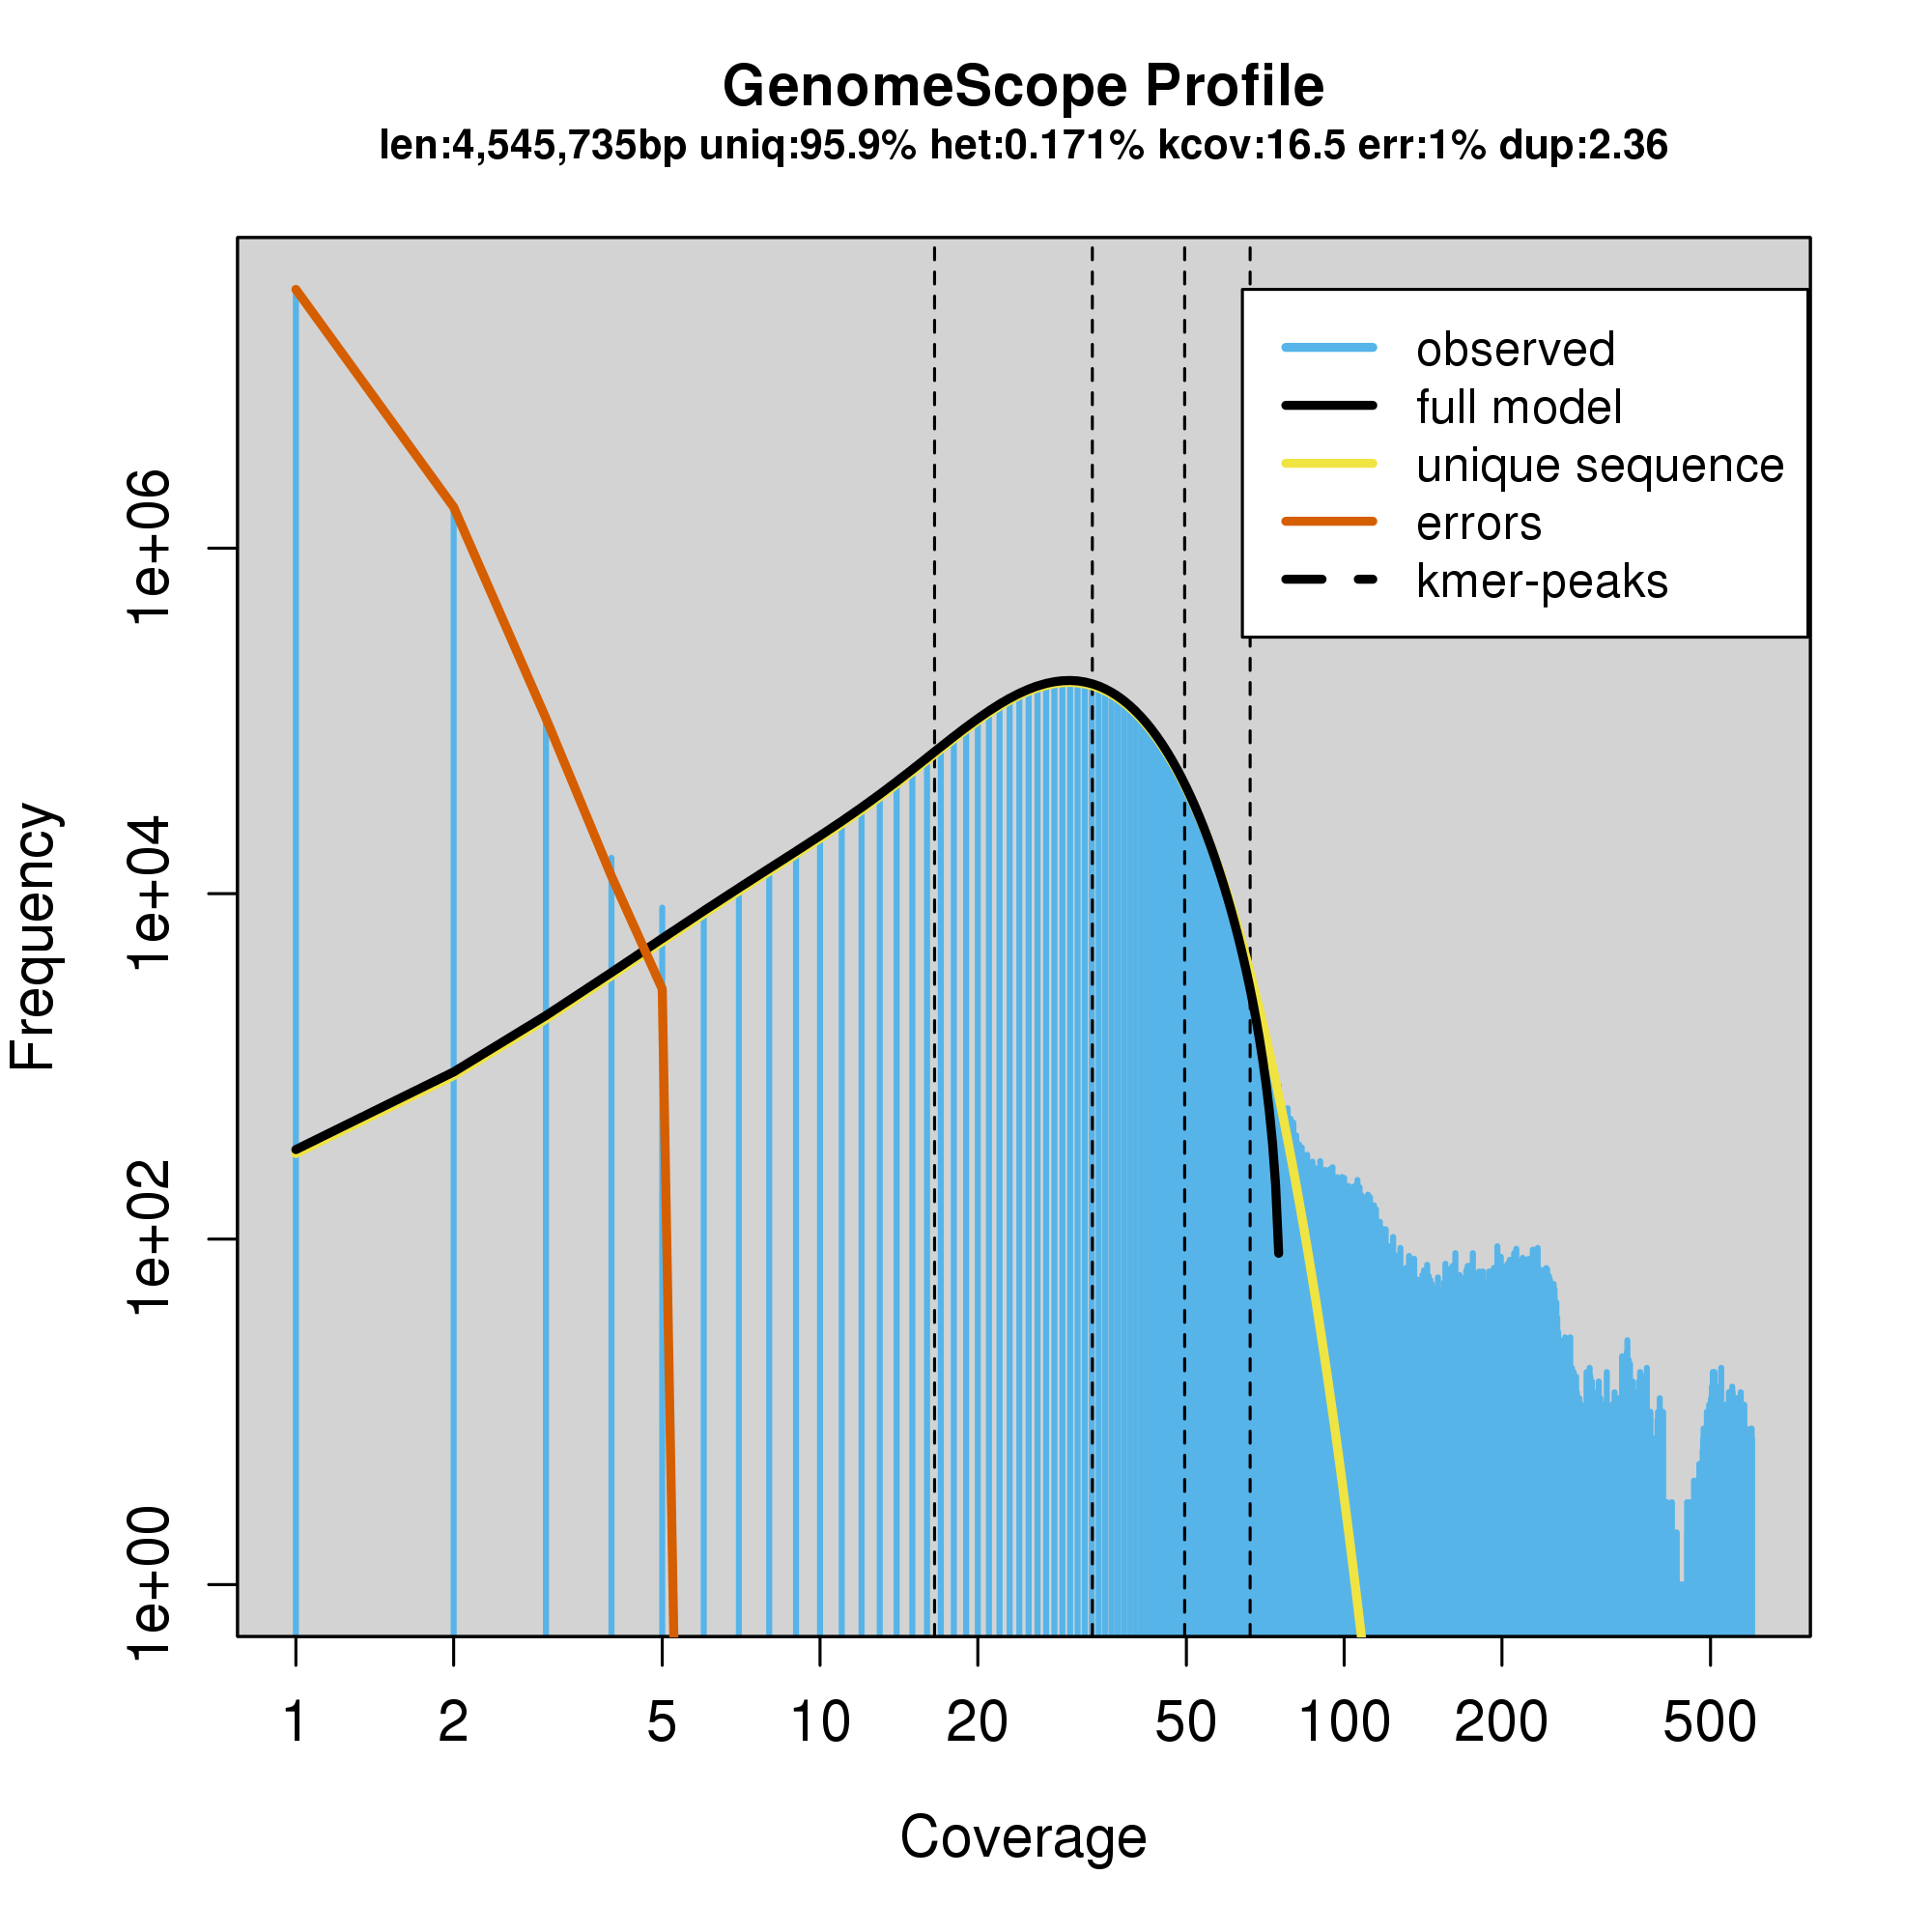 GenomeScope Profile
len:4,545,735bp uniq:95.9% het:0.171% kcov:16.5 err:1% dup:2.36
observed
full model
unique sequence
errors
kmer-peaks
Frequency
1e+06
1e+04
1e+02
1e+00
1 2 5 10 20 50 100 200 500
Coverage